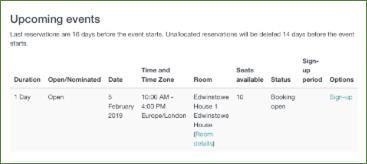 Upcoming events
Last reservations are 16 days before the event starts. Unallocated reservations will be deleted 14 days before the event
starts.
Sign-
Time and Seats up
Duration Open/Nominated Date Time Zone Room available Status period Options
1 Day Open 5 10:00 AM - Edwinstowe 10 Booking Sign-up
February 4:00 PM House 1 open
2019 Europe/London Edwinstowe
House
(Room
details)